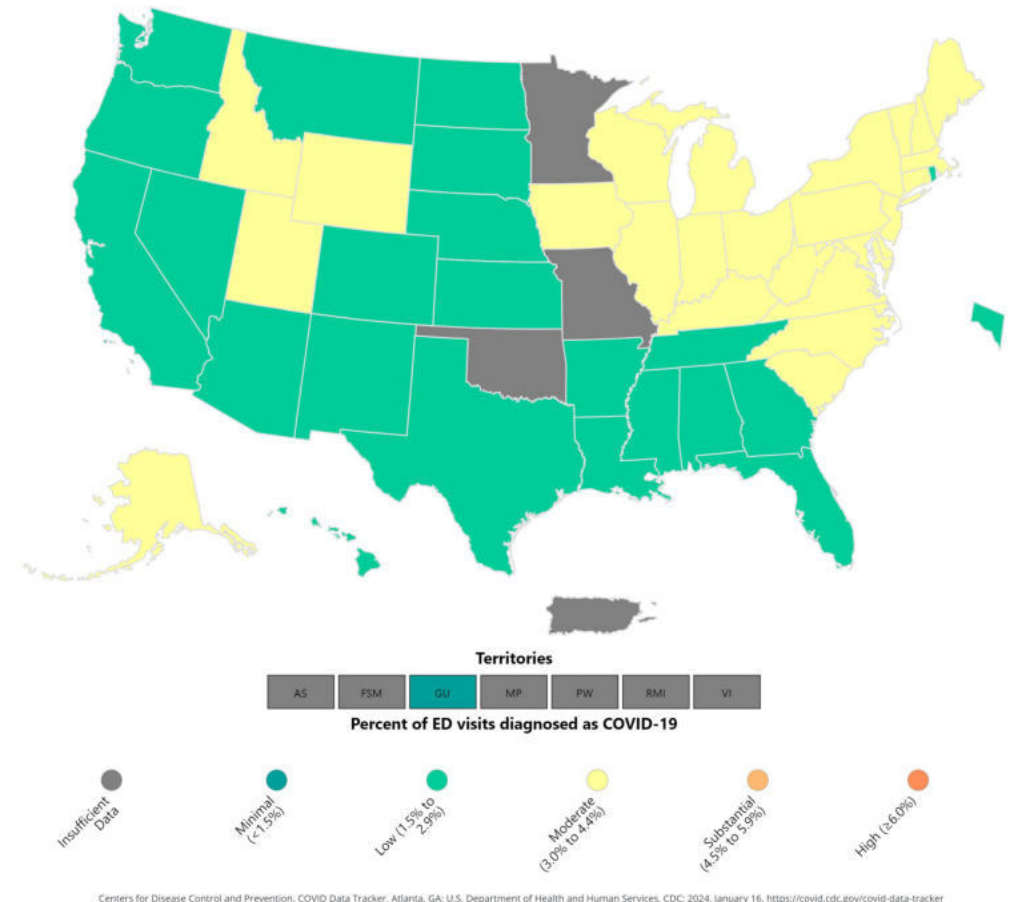 Territories
AS FSM GU MP PW RMI VI
Percent of ED visits diagnosed as COVID-19
Insufficient
Data
Minimal
(<1.5%)
Low (1.5% to
2.9%)
Moderate
(3.0% to 4.4%)
Substantial
(4.5% to 5.9%)
High (≥6.0%)
Centers for Disease Control and Prevention. COVID Data Tracker. Atlanta, GA: U.S. Department of Health and Human Services, CDC; 2024, January 16. https://covid.cdc.gov/covid-data-tracker